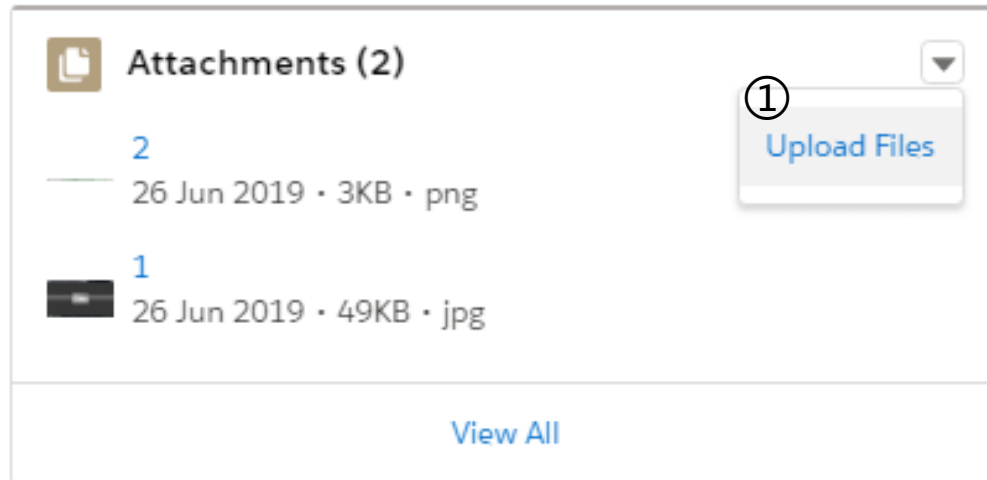 Attachments (2)
①
Upload Files
2
26 Jun 2019 • 3KB • png
1
26 Jun 2019 • 49KB • jpg
View All